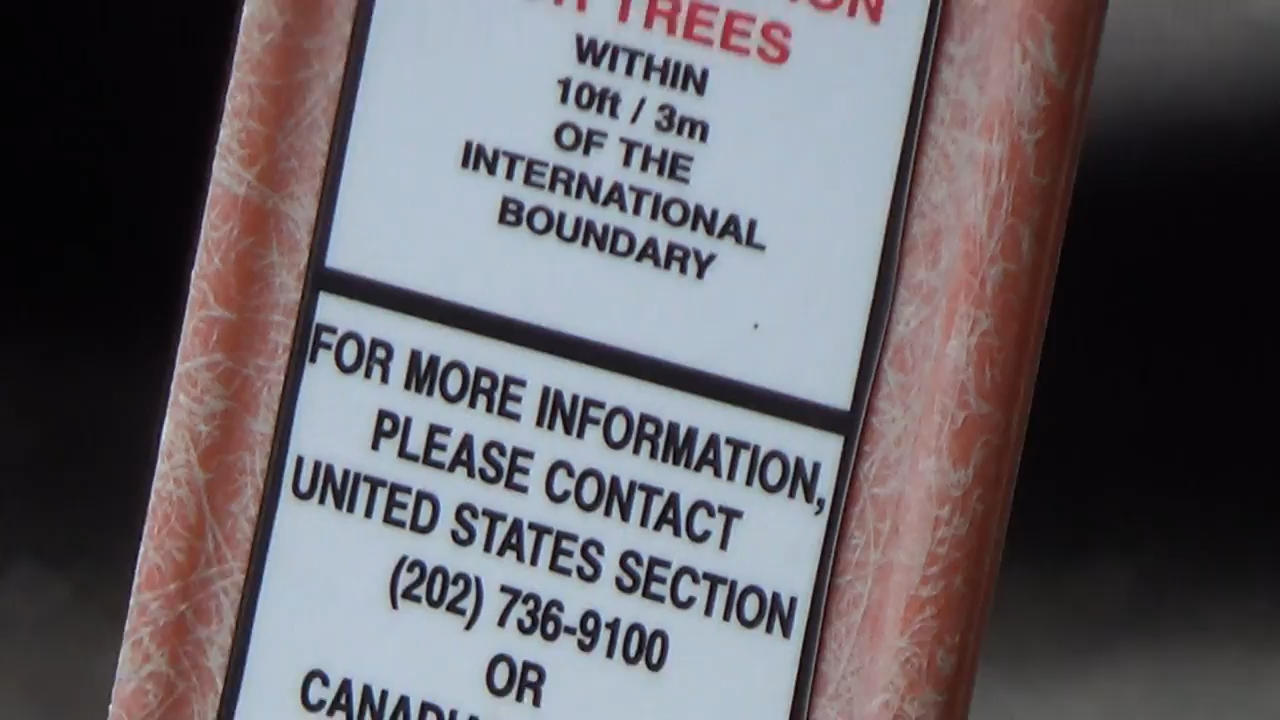 TREES
WITHIN
10ft / 3m
OF THE
INTERNATIONAL
BOUNDARY
FOR MORE INFORMATION,
PLEASE CONTACT
UNITED STATES SECTION
(202) 736-9100
OR